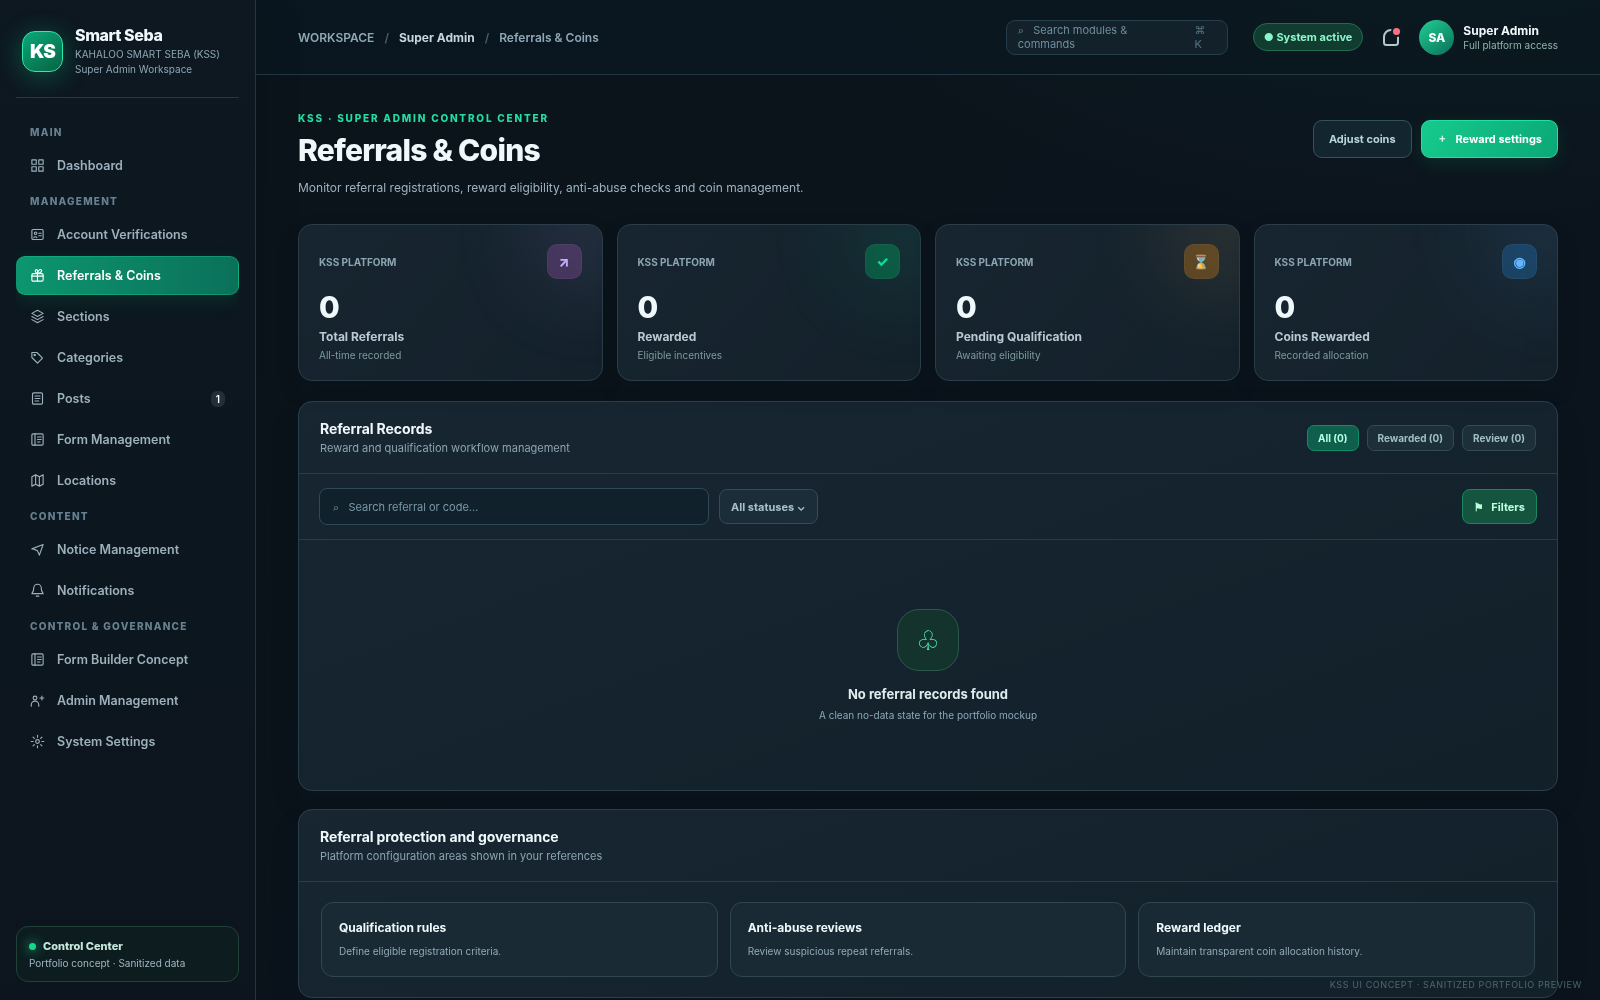 KS
Smart Seba
KAHALOO SMART SEBA (KSS)
Super Admin Workspace
MAIN
Dashboard
MANAGEMENT
Account Verifications
Referrals & Coins
Sections
Categories
Posts 1
Form Management
Locations
CONTENT
Notice Management
Notifications
CONTROL & GOVERNANCE
Form Builder Concept
Admin Management
System Settings
Control Center
Portfolio concept · Sanitized data
WORKSPACE / Super Admin / Referrals & Coins
Search modules & commands ⌘ K
System active
SA
Super Admin
Full platform access
KSS · SUPER ADMIN CONTROL CENTER
Referrals & Coins
Monitor referral registrations, reward eligibility, anti-abuse checks and coin management.
Adjust coins
+ Reward settings
KSS PLATFORM
0
Total Referrals
All-time recorded
KSS PLATFORM
0
Rewarded
Eligible incentives
KSS PLATFORM
0
Pending Qualification
Awaiting eligibility
KSS PLATFORM
0
Coins Rewarded
Recorded allocation
Referral Records
Reward and qualification workflow management
All (0) Rewarded (0) Review (0)
Search referral or code...
All statuses
Filters
No referral records found
A clean no-data state for the portfolio mockup
Referral protection and governance
Platform configuration areas shown in your references
Qualification rules
Define eligible registration criteria.
Anti-abuse reviews
Review suspicious repeat referrals.
Reward ledger
Maintain transparent coin allocation history.
KSS UI CONCEPT · SANITIZED PORTFOLIO PREVIEW